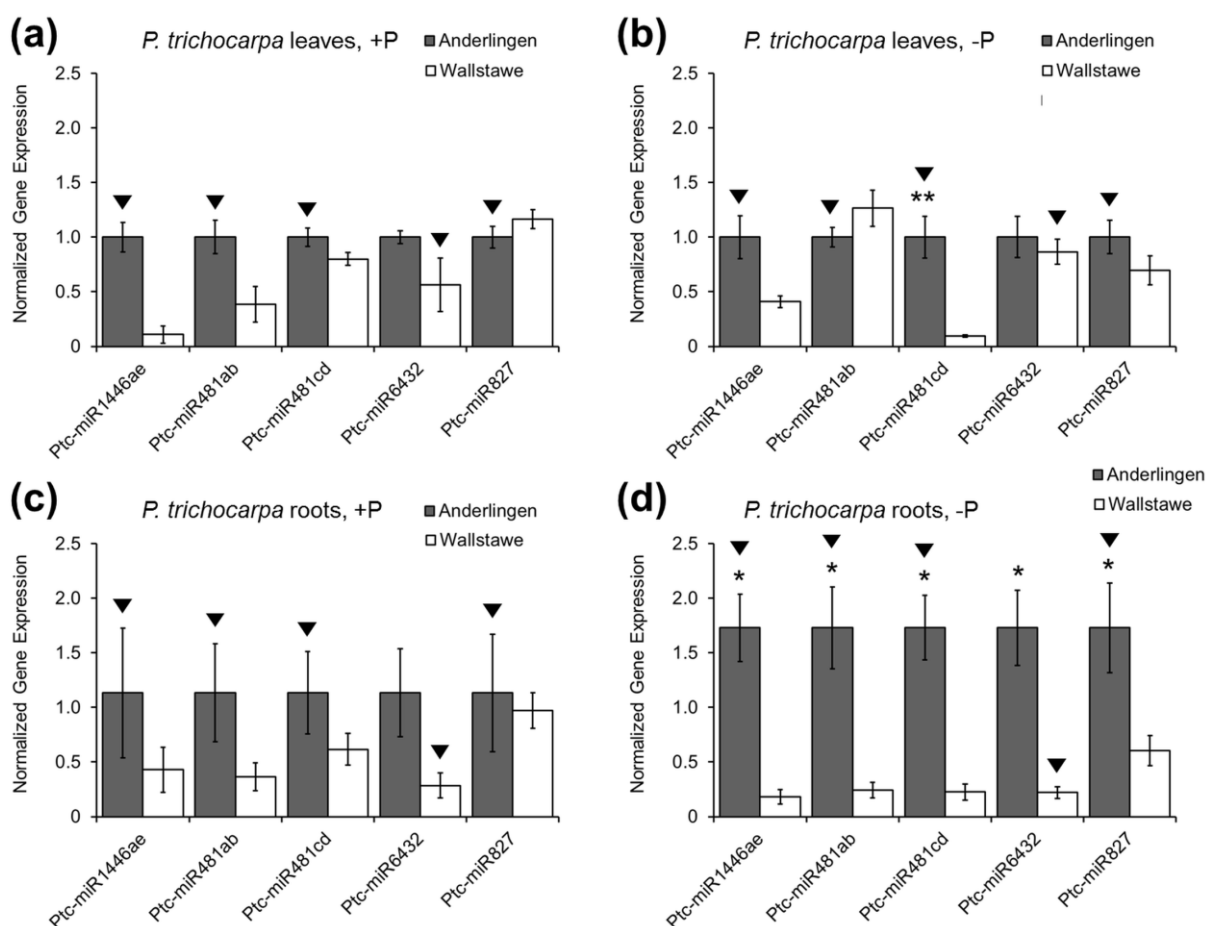 (a)
P. trichocarpa leaves, +P
Anderlingen
Wallstawe
Normalized Gene Expression
2.5
2.0
1.5
1.0
0.5
0
Ptc-miR1446ae
Ptc-miR481ab
Ptc-miR481cd
Ptc-miR6432
Ptc-miR827
(b)
P. trichocarpa leaves, -P
Anderlingen
Wallstawe
Normalized Gene Expression
2.5
2.0
1.5
1.0
0.5
0
**
Ptc-miR1446ae
Ptc-miR481ab
Ptc-miR481cd
Ptc-miR6432
Ptc-miR827
(c)
P. trichocarpa roots, +P
Anderlingen
Wallstawe
Normalized Gene Expression
2.5
2.0
1.5
1.0
0.5
0
Ptc-miR1446ae
Ptc-miR481ab
Ptc-miR481cd
Ptc-miR6432
Ptc-miR827
(d)
P. trichocarpa roots, -P
Anderlingen
Wallstawe
Normalized Gene Expression
2.5
2.0
1.5
1.0
0.5
0
* * * * *
Ptc-miR1446ae
Ptc-miR481ab
Ptc-miR481cd
Ptc-miR6432
Ptc-miR827